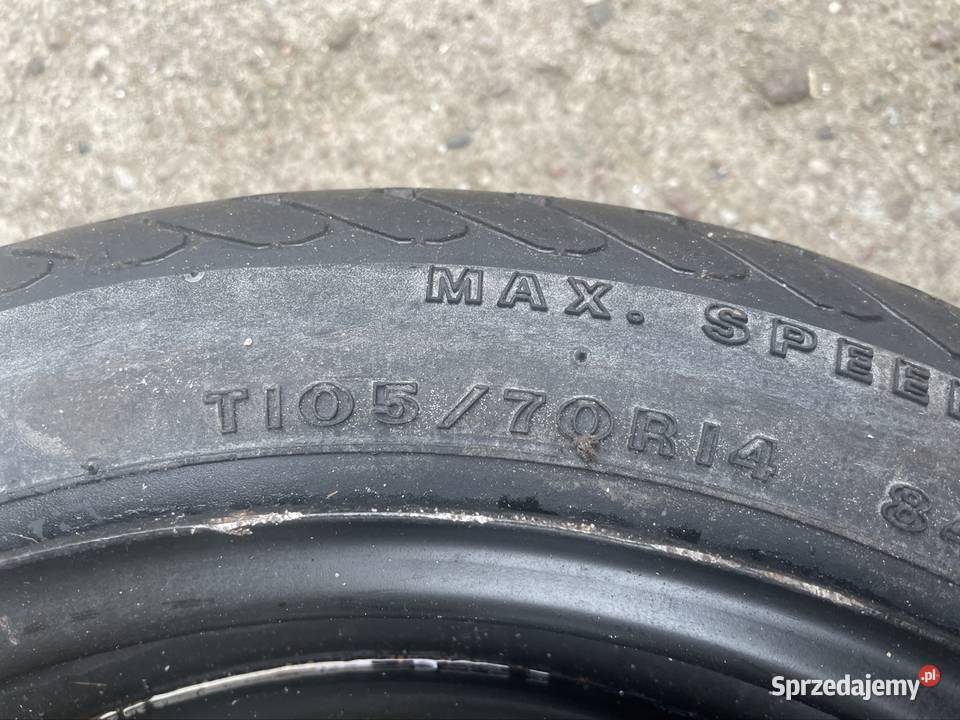 MAX. SPEE
T105/70R14 84
Sprzedajemy.pl